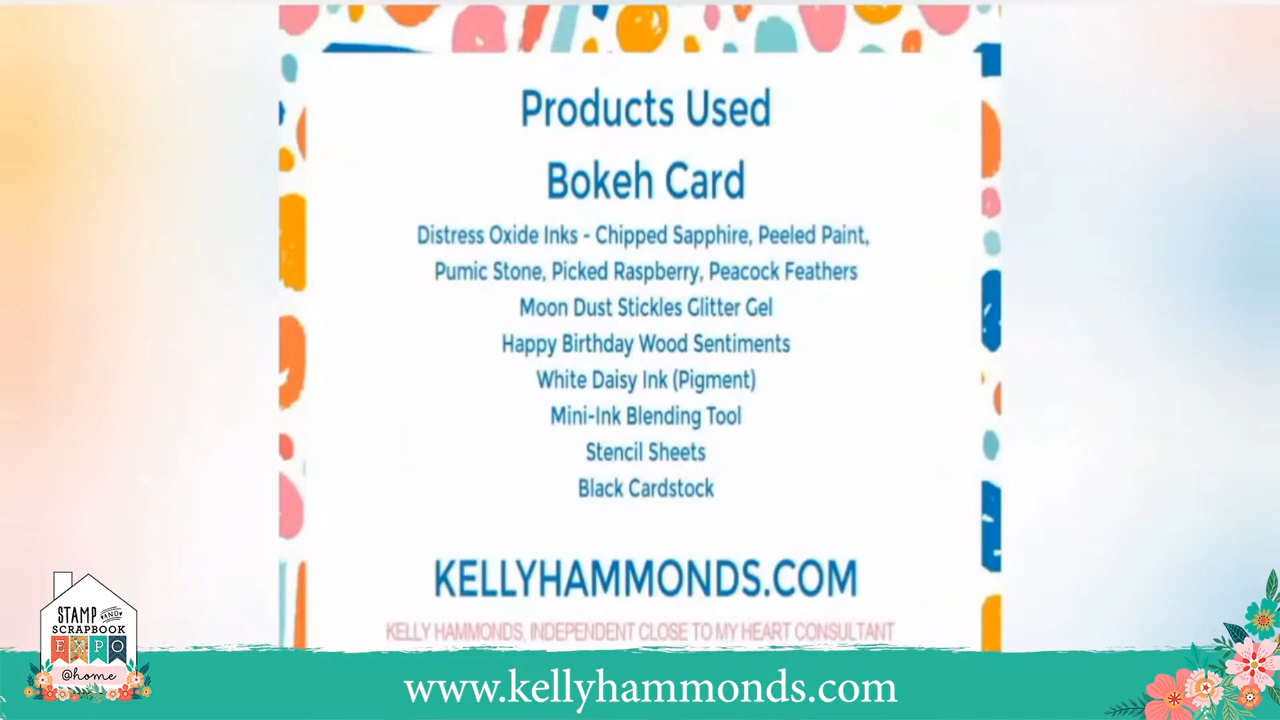 Products Used
Bokeh Card
Distress Oxide Inks - Chipped Sapphire, Peeled Paint,
Pumic Stone, Picked Raspberry, Peacock Feathers
Moon Dust Stickles Glitter Gel
Happy Birthday Wood Sentiments
White Daisy Ink (Pigment)
Mini-Ink Blending Tool
Stencil Sheets
Black Cardstock
KELLYHAMMONDS.COM
KELLY HAMMONDS, INDEPENDENT CLOSE TO MY HEART CONSULTANT
STAMP AND
SCRAPBOOK
EXPO
@home
www.kellyhammonds.com